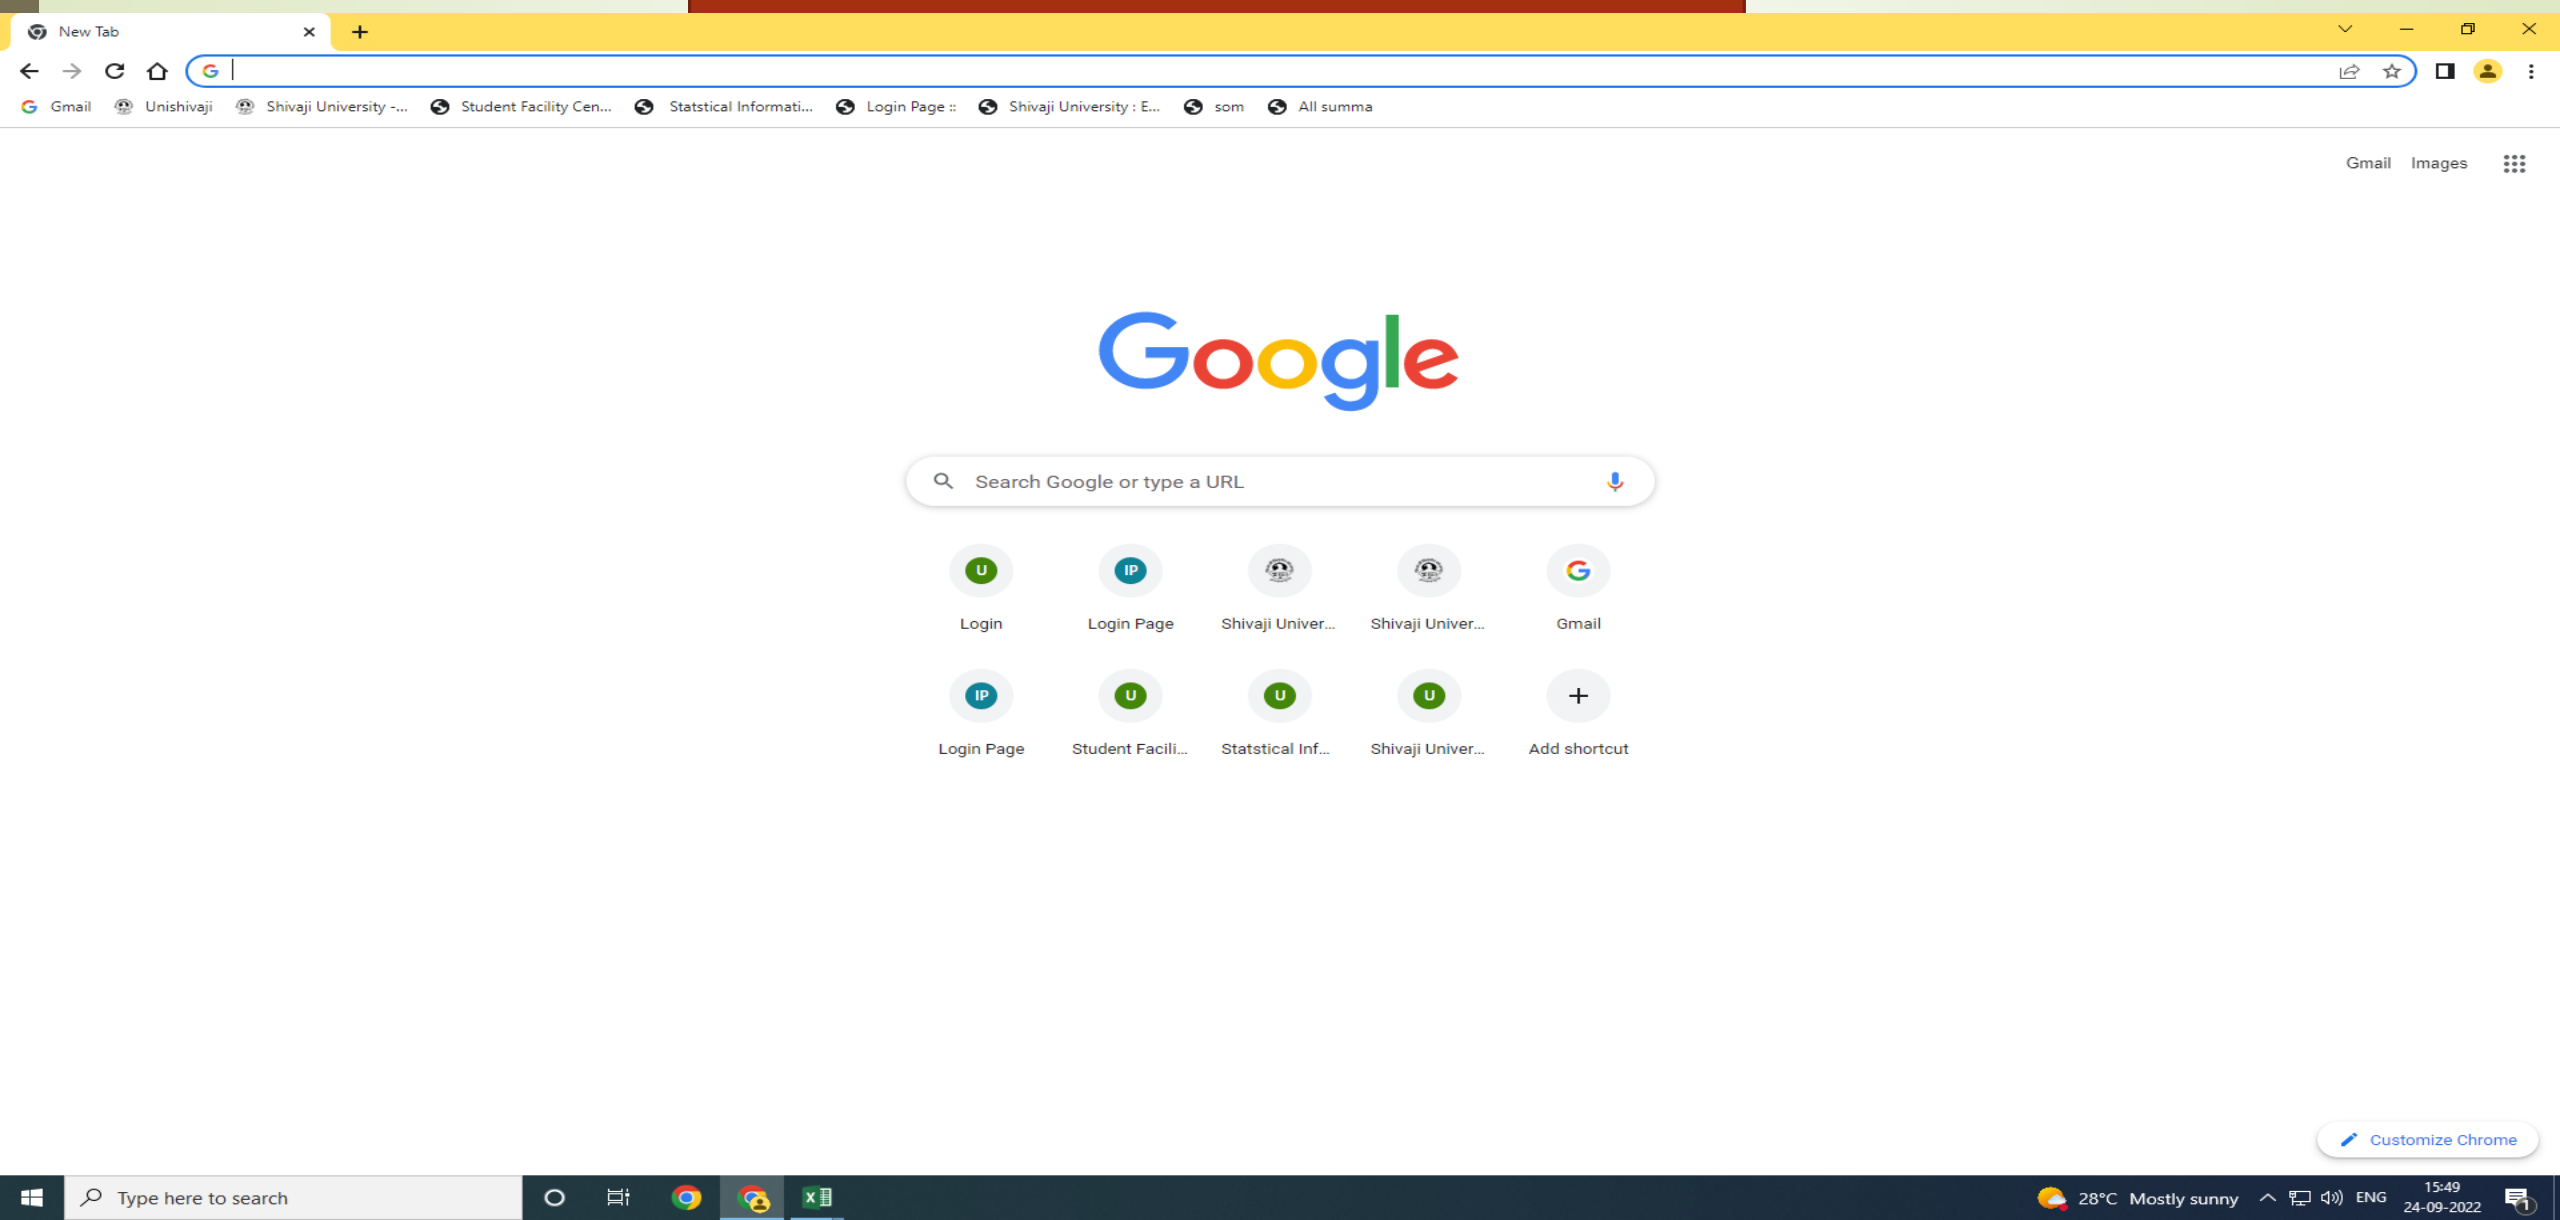 New Tab
Gmail Unishivaji Shivaji University -... Student Facility Cen... Statstical Informati... Login Page :: Shivaji University : E... som All summa
Gmail Images
Google
Search Google or type a URL
U IP G
Login Login Page Shivaji Univer... Shivaji Univer... Gmail
IP U U U
Login Page Student Facili... Statstical Inf... Shivaji Univer... Add shortcut
Customize Chrome
Type here to search
28°C Mostly sunny ENG
15:49
24-09-2022
1